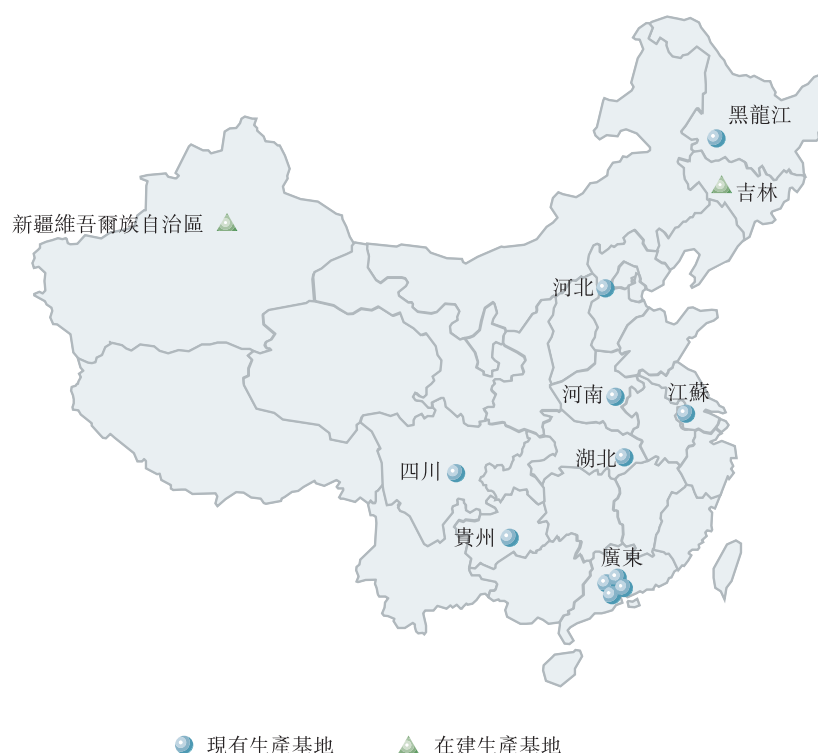 黑龍江
吉林
新疆維吾爾族自治區
河北
河南
江蘇
湖北
四川
貴州
廣東
現有生產基地
在建生產基地